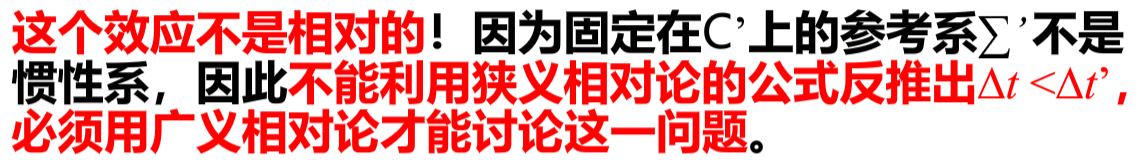 这个效应不是相对的！因为固定在C’上的参考系∑’不是
惯性系，因此不能利用狭义相对论的公式反推出Δt <Δt’，
必须用广义相对论才能讨论这一问题。